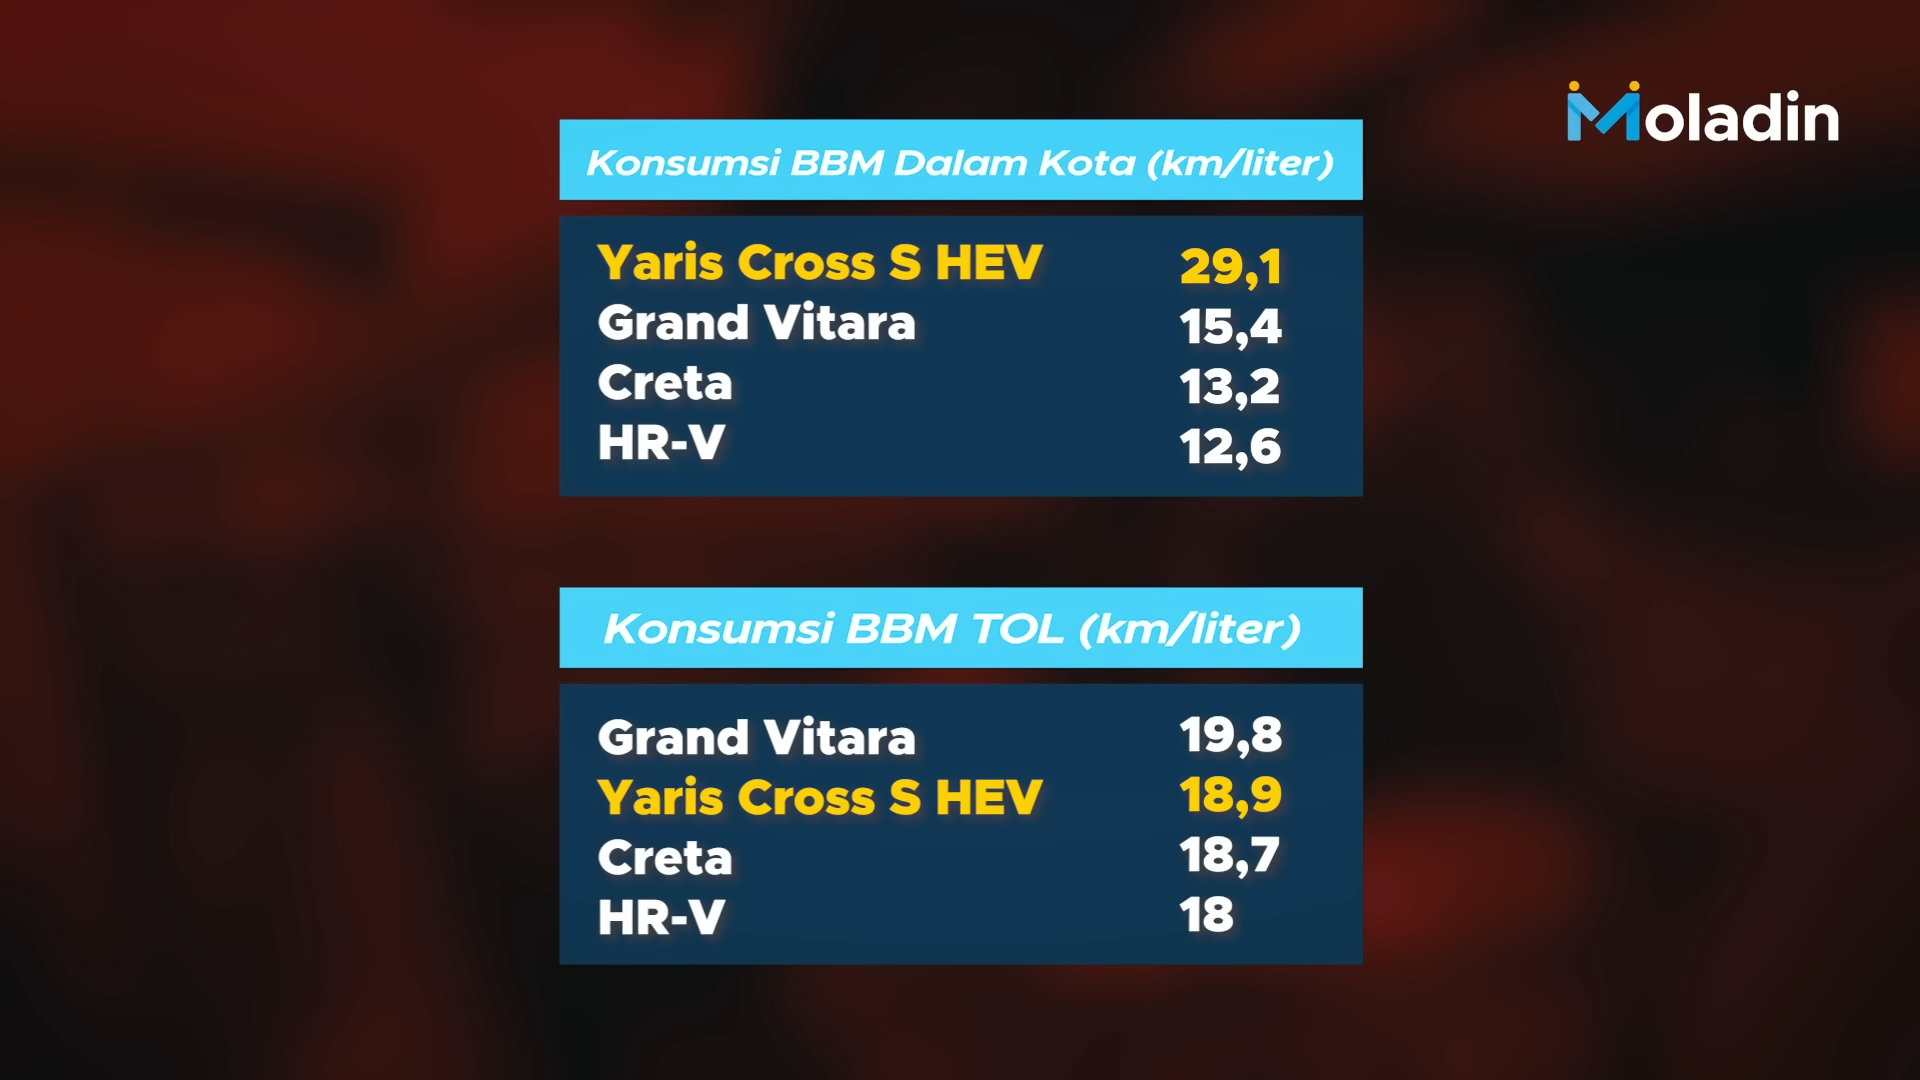 Moladin
Konsumsi BBM Dalam Kota (km/liter)
Yaris Cross S HEV 29,1
Grand Vitara 15,4
Creta 13,2
HR-V 12,6
Konsumsi BBM TOL (km/liter)
Grand Vitara 19,8
Yaris Cross S HEV 18,9
Creta 18,7
HR-V 18